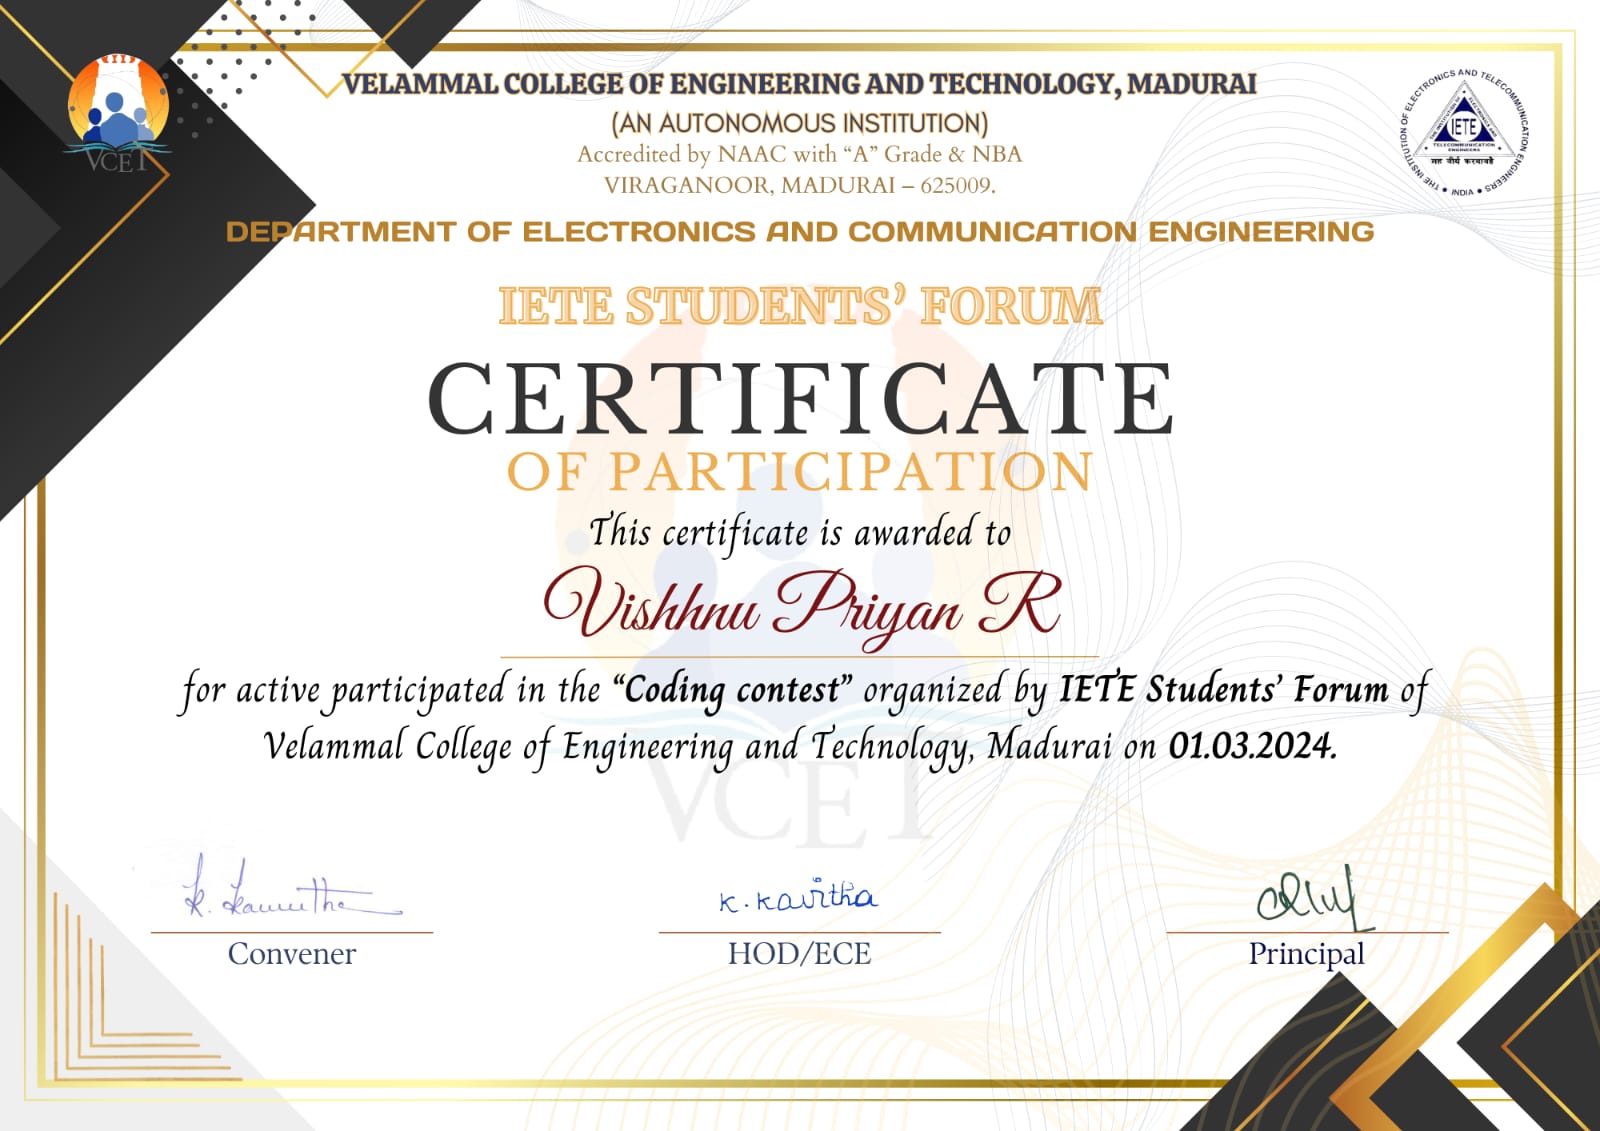 VELAMMAL COLLEGE OF ENGINEERING AND TECHNOLOGY, MADURAI
(AN AUTONOMOUS INSTITUTION)
Accredited by NAAC with “A” Grade & NBA
VIRAGANOOR, MADURAI – 625009.
VCET
THE INSTITUTION OF ELECTRONICS AND TELECOMMUNICATION ENGINEERS
IETE
INDIA
DEPARTMENT OF ELECTRONICS AND COMMUNICATION ENGINEERING
IETE STUDENTS’ FORUM
CERTIFICATE
OF PARTICIPATION
This certificate is awarded to
Vishhnu Priyan R
for active participated in the “Coding contest” organized by IETE Students’ Forum of
Velammal College of Engineering and Technology, Madurai on 01.03.2024.
VCET
K. Kavitha
Convener
HOD/ECE
Principal